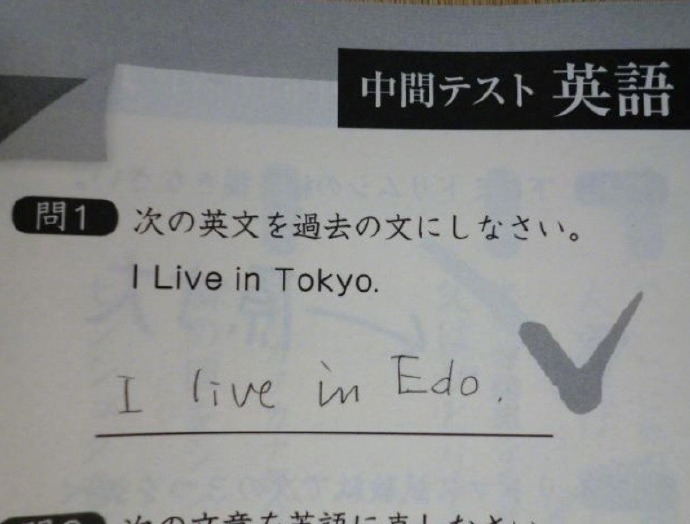 中間テスト 英語
問1 次の英文を過去の文にしなさい。
I Live in Tokyo.
I live in Edo.